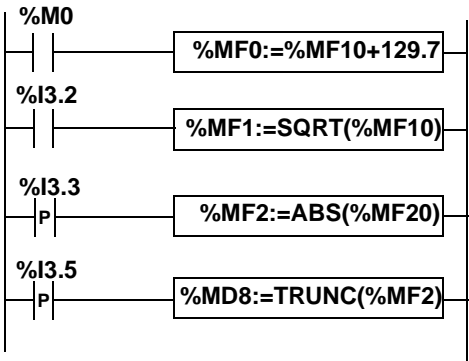 %M0
%MF0:=%MF10+129.7
%I3.2
%MF1:=SQRT(%MF10)
%I3.3
P
%MF2:=ABS(%MF20)
%I3.5
P
%MD8:=TRUNC(%MF2)